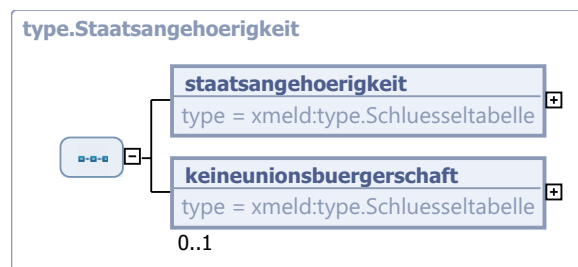 type.Staatsangehoerigkeit
staatsangehoerigkeit
type = xmeld:type.Schluesseltabelle
keineunionsbuergerschaft
type = xmeld:type.Schluesseltabelle
0..1